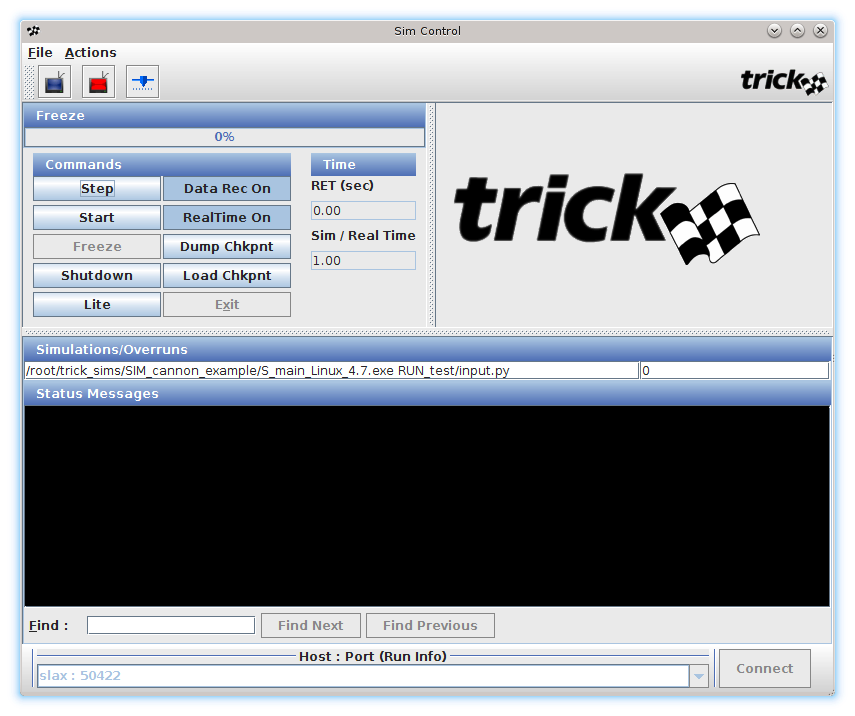 Sim Control
File Actions
trick
Freeze
0%
Commands
Step
Data Rec On
Start
RealTime On
Freeze
Dump Chkpnt
Shutdown
Load Chkpnt
Lite
Exit
Time
RET (sec)
0.00
Sim / Real Time
1.00
trick
Simulations/Overruns
/root/trick_sims/SIM_cannon_example/S_main_Linux_4.7.exe RUN_test/input.py 0
Status Messages
Find : Find Next Find Previous
Host : Port (Run Info)
slax : 50422
Connect